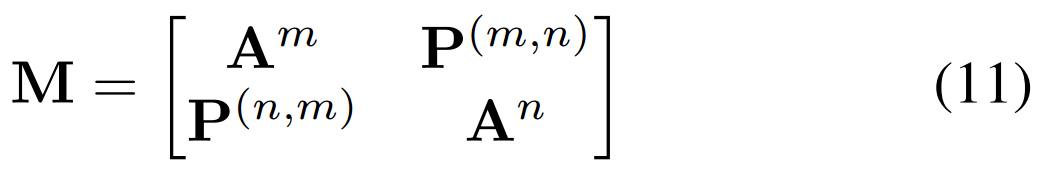 M = [ A^m P^(m,n) ; P^(n,m) A^n ] (11)